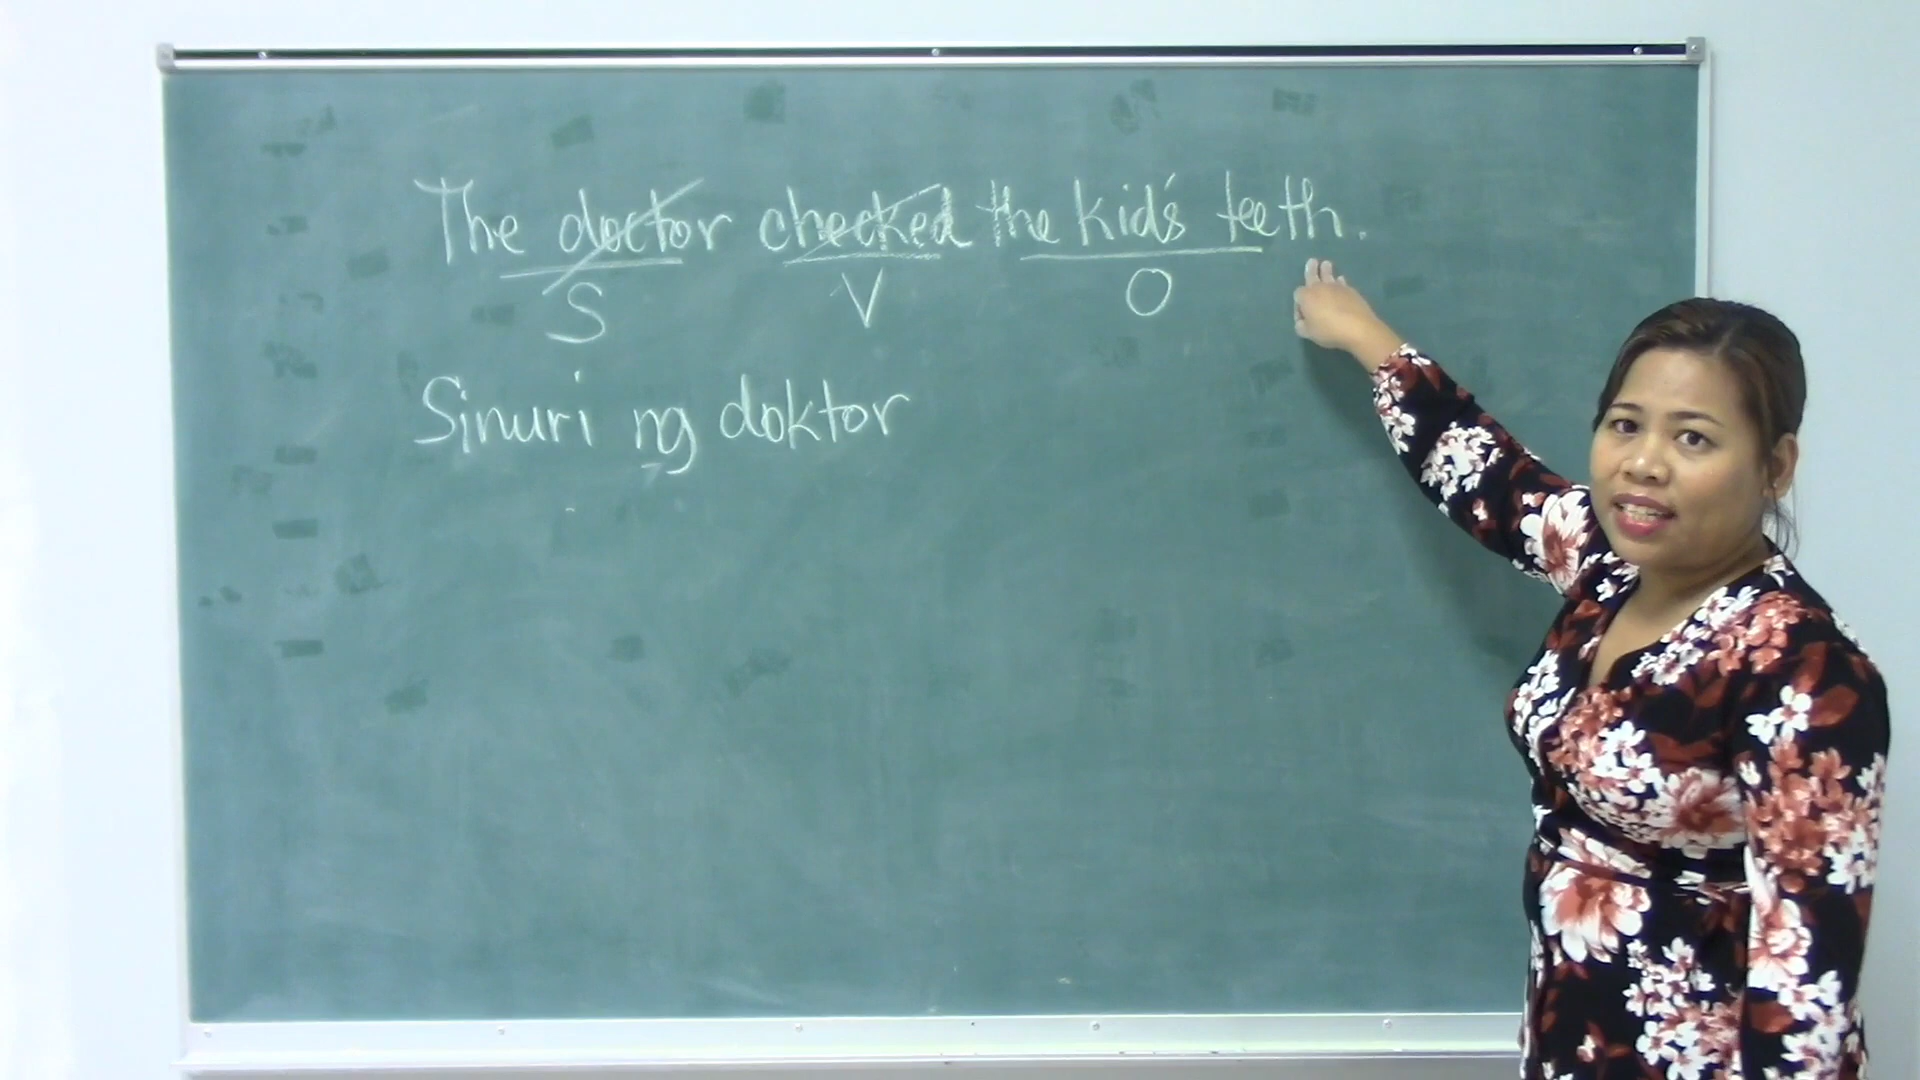 The doctor checked the kid's teeth.
S V O
Sinuri ng doktor